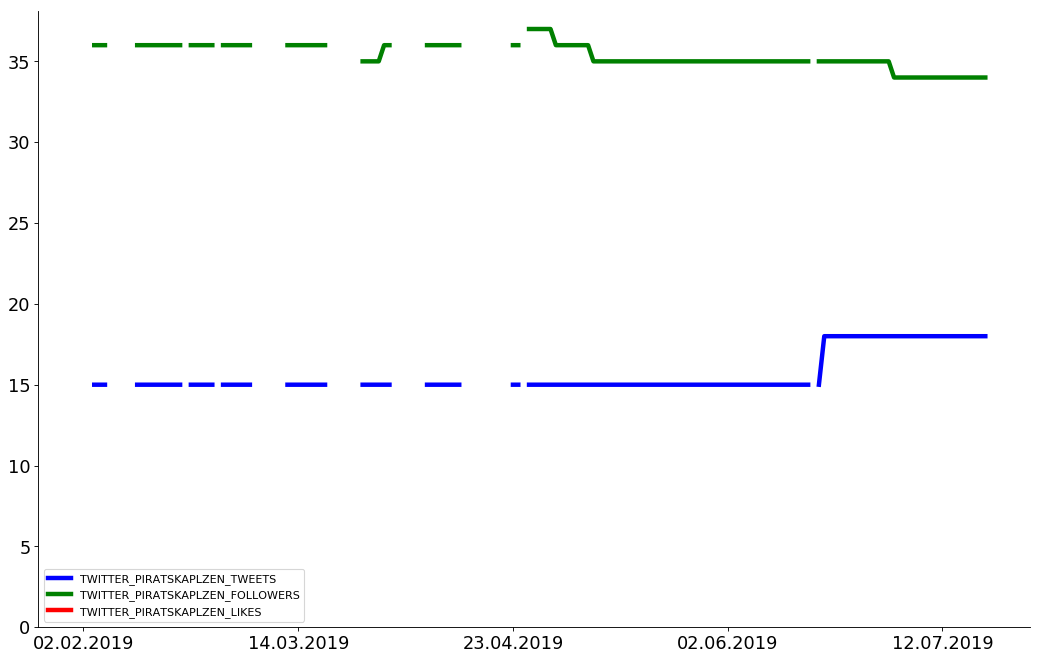 35
30
25
20
15
10
5
0
TWITTER_PIRATSKAPLZEN_TWEETS
TWITTER_PIRATSKAPLZEN_FOLLOWERS
TWITTER_PIRATSKAPLZEN_LIKES
02.02.2019 14.03.2019 23.04.2019 02.06.2019 12.07.2019